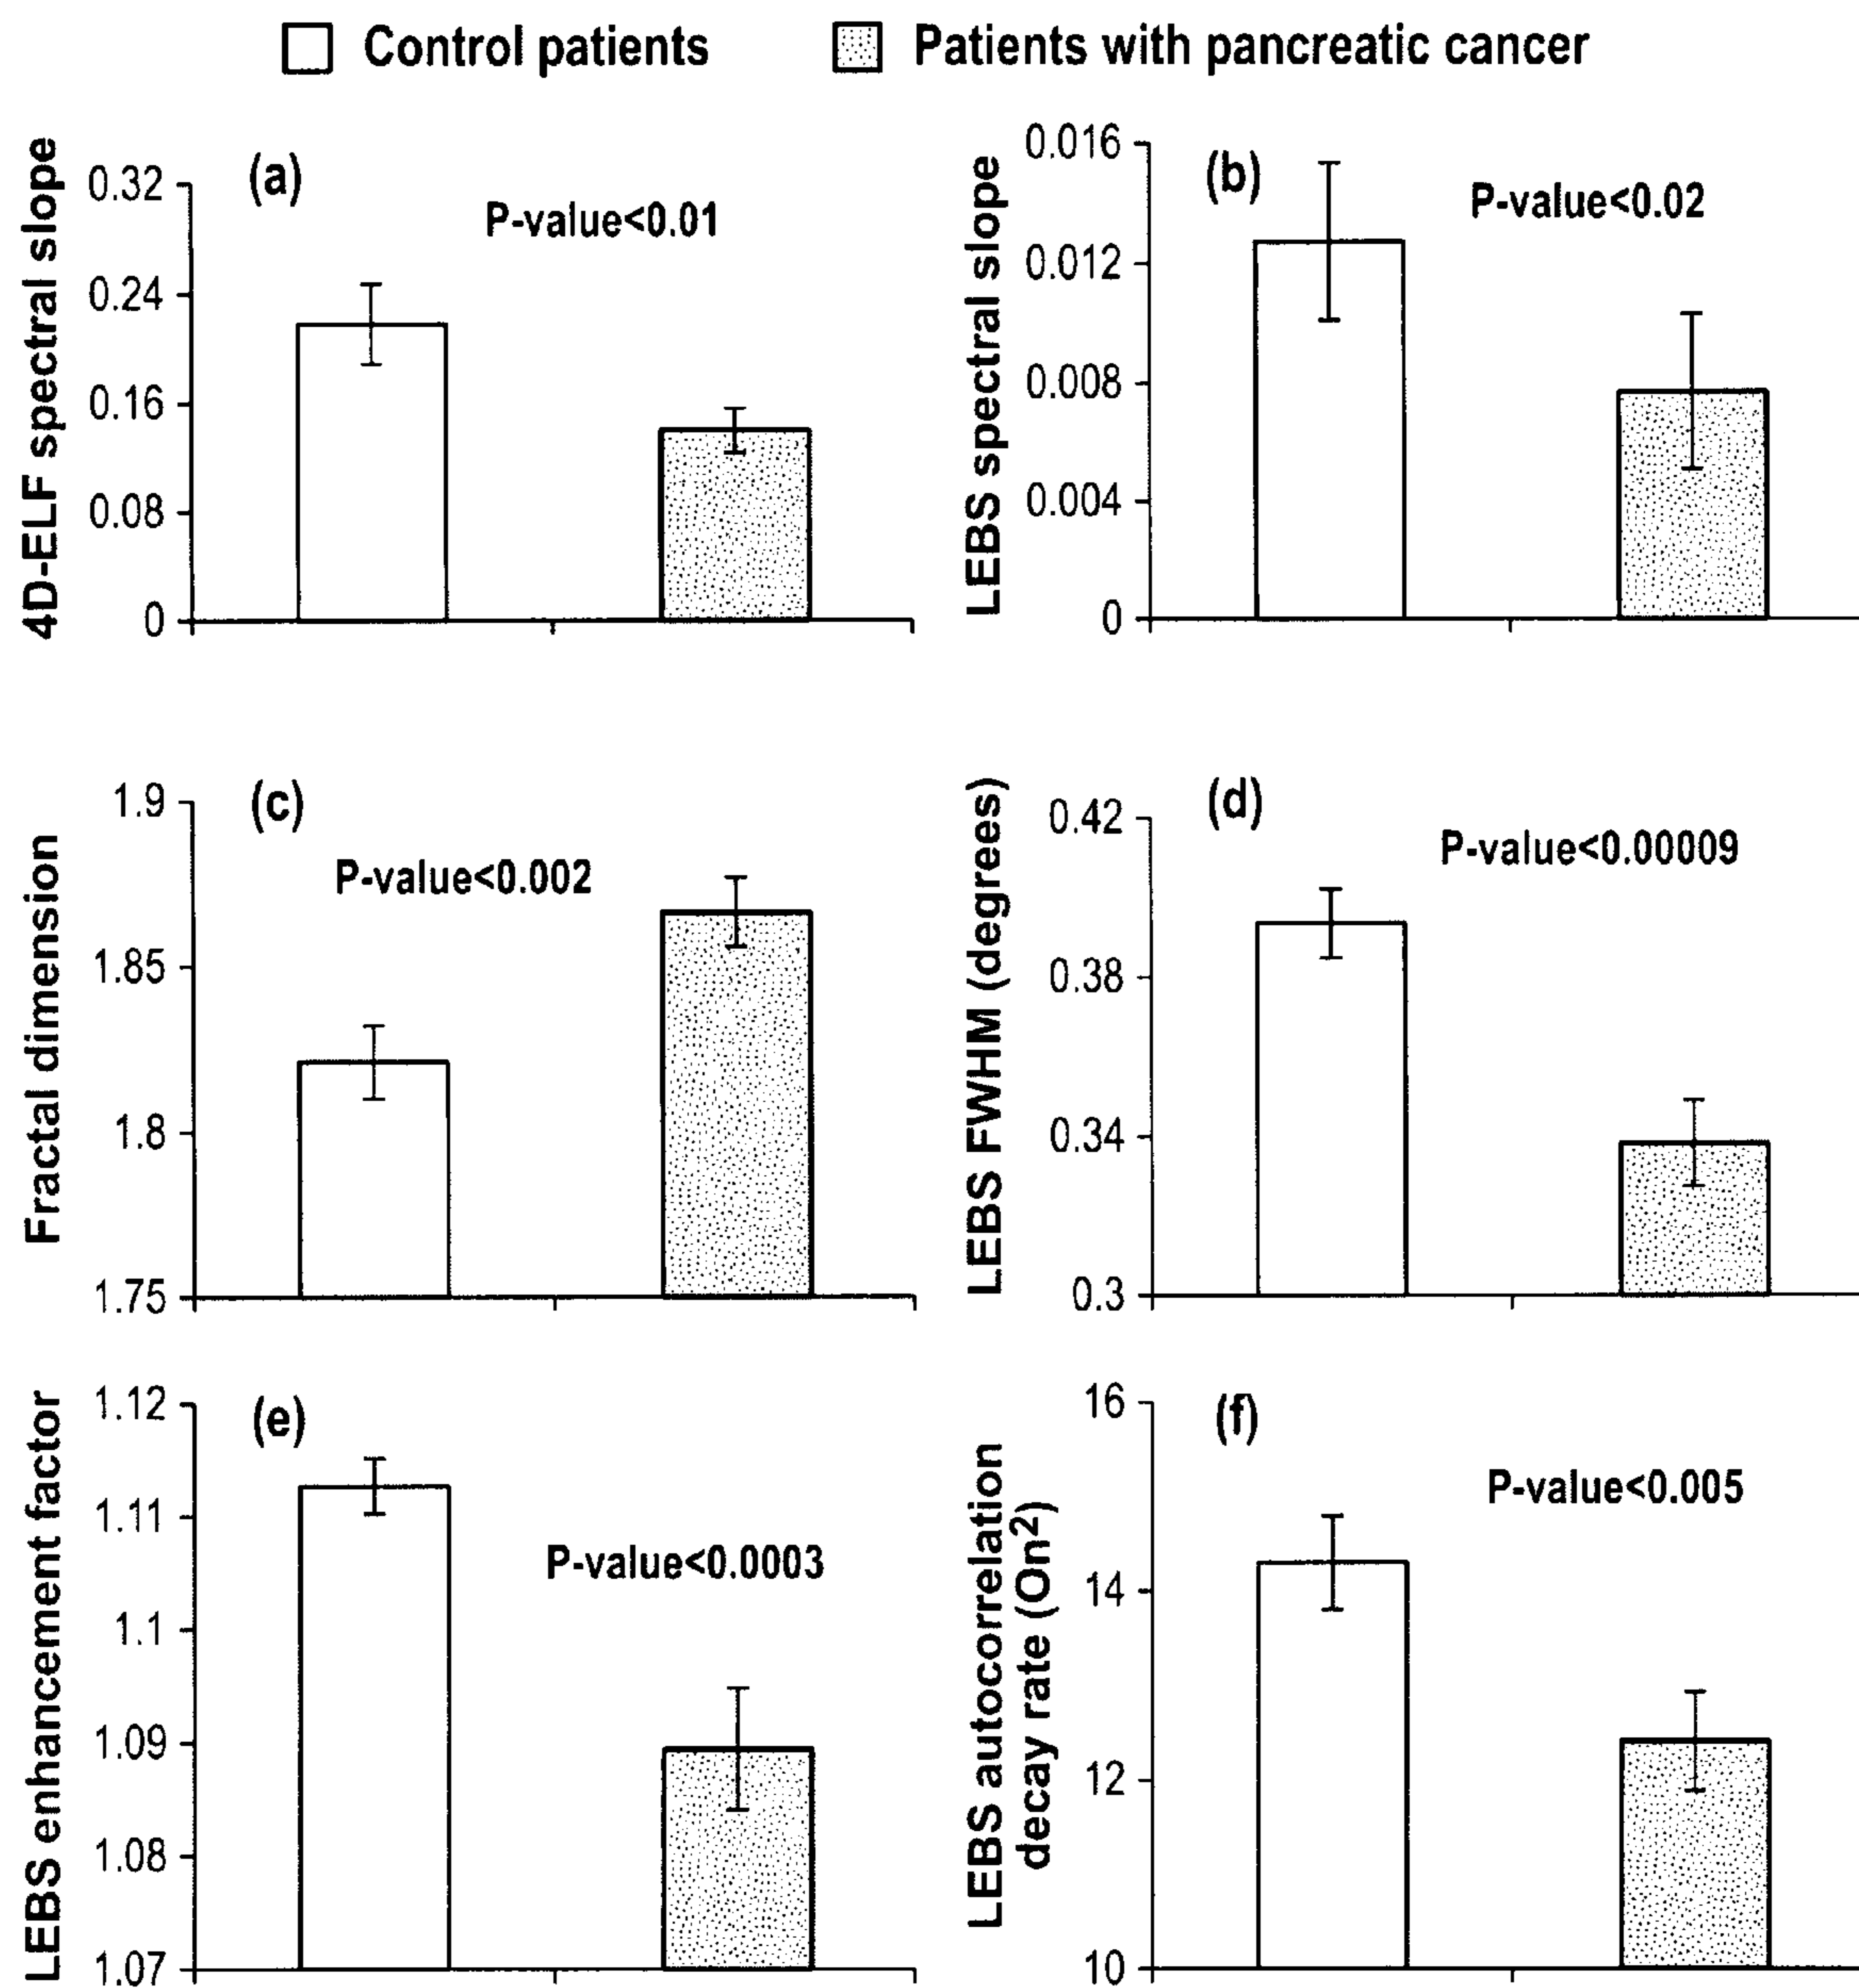 Control patients
Patients with pancreatic cancer
(a)
P-value<0.01
4D-ELF spectral slope
0.32
0.24
0.16
0.08
0
(b)
P-value<0.02
LEBS spectral slope
0.016
0.012
0.008
0.004
0
(c)
P-value<0.002
Fractal dimension
1.9
1.85
1.8
1.75
(d)
P-value<0.00009
LEBS FWHM (degrees)
0.42
0.38
0.34
0.3
(e)
P-value<0.0003
LEBS enhancement factor
1.12
1.11
1.1
1.09
1.08
1.07
(f)
P-value<0.005
LEBS autocorrelation
decay rate (On²)
16
14
12
10